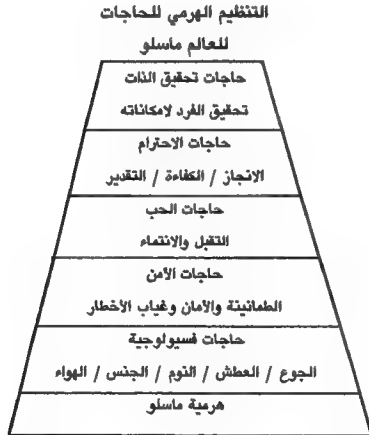 التنظيم الهرمي للحاجات
للعالم ماسلو
حاجات تحقيق الذات
تحقيق الفرد لامكاناته
حاجات الاحترام
الانجاز / الكفاءة / التقدير
حاجات الحب
التقبل والانتماء
حاجات الأمن
الطمانينة والأمان وغياب الأخطار
حاجات فسيولوجية
الجوع / العطش / النوم / الجنس / الهواء
هرمية ماسلو